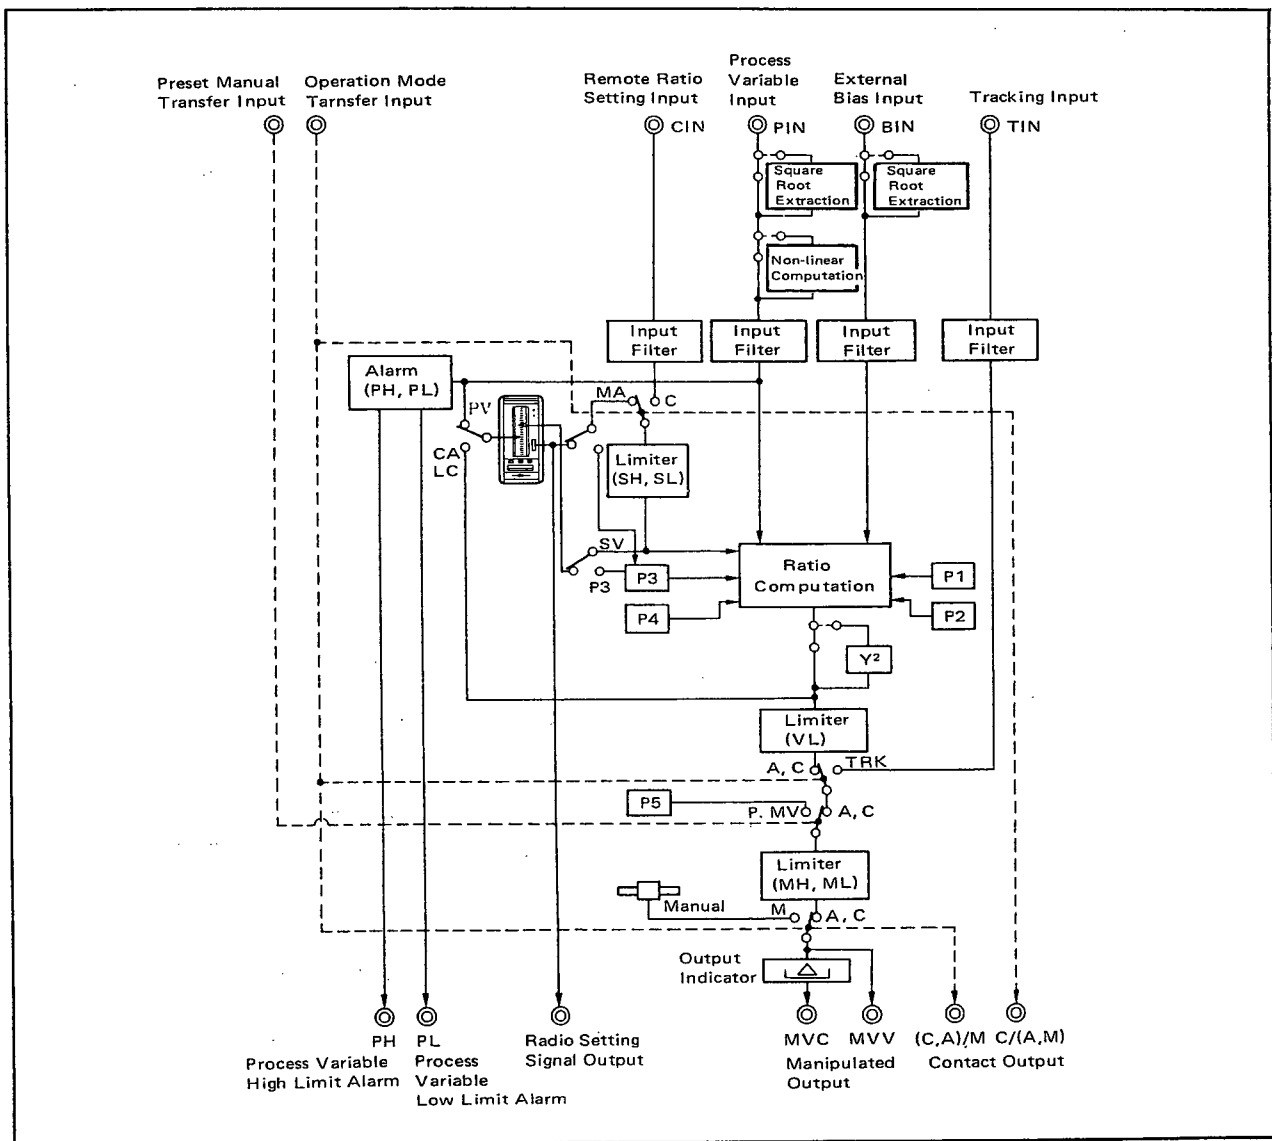 Preset Manual
Transfer Input
Operation Mode
Tarnsfer Input
Remote Ratio
Setting Input
Process
Variable
Input
External
Bias Input
Tracking Input
CIN
PIN
BIN
TIN
Square
Root
Extraction
Square
Root
Extraction
Non-linear
Computation
Input
Filter
Input
Filter
Input
Filter
Input
Filter
Alarm
(PH, PL)
PV
MA
C
CA
LC
Limiter
(SH, SL)
SV
P3
P3
P4
Ratio
Computation
P1
P2
Y²
Limiter
(VL)
A, C
TRK
P5
P. MV
A, C
Limiter
(MH, ML)
Manual
M
A, C
Output
Indicator
PH
Process Variable
High Limit Alarm
PL
Process
Variable
Low Limit Alarm
Radio Setting
Signal Output
MVC
MVV
Manipulated
Output
(C,A)/M
C/(A,M)
Contact Output